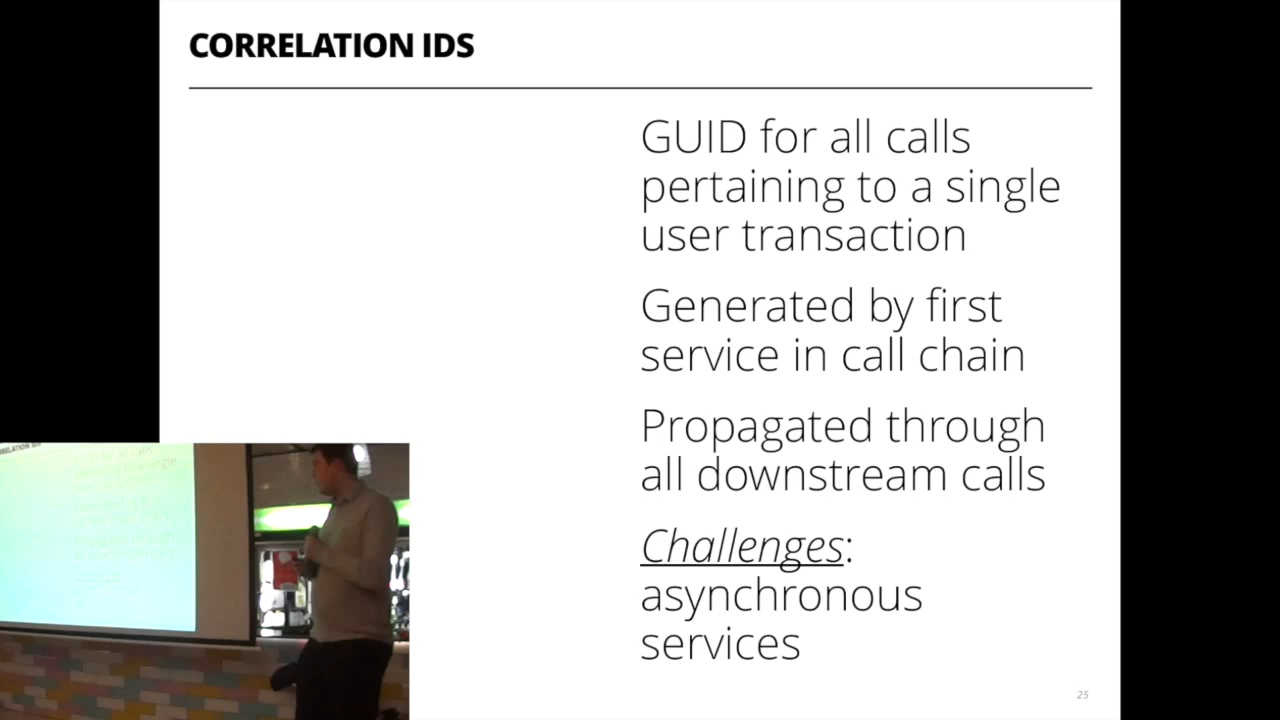 CORRELATION IDS
GUID for all calls
pertaining to a single
user transaction
Generated by first
service in call chain
Propagated through
all downstream calls
Challenges:
asynchronous
services
25